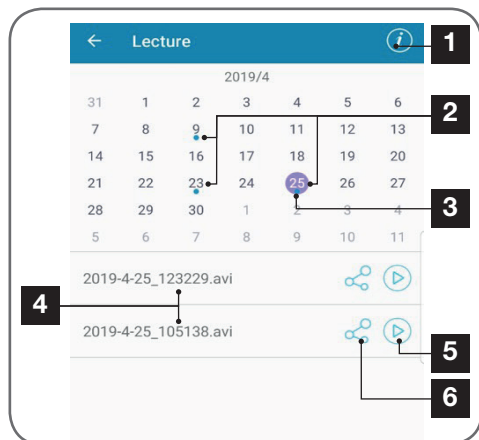 ← Lecture i 1
2019/4
31 1 2 3 4 5 6
7 8 9 10 11 12 13 2
14 15 16 17 18 19 20
21 22 23 24 25 26 27
28 29 30 1 2 3 4 3
5 6 7 8 9 10 11
2019-4-25_123229.avi
4
2019-4-25_105138.avi
5
6